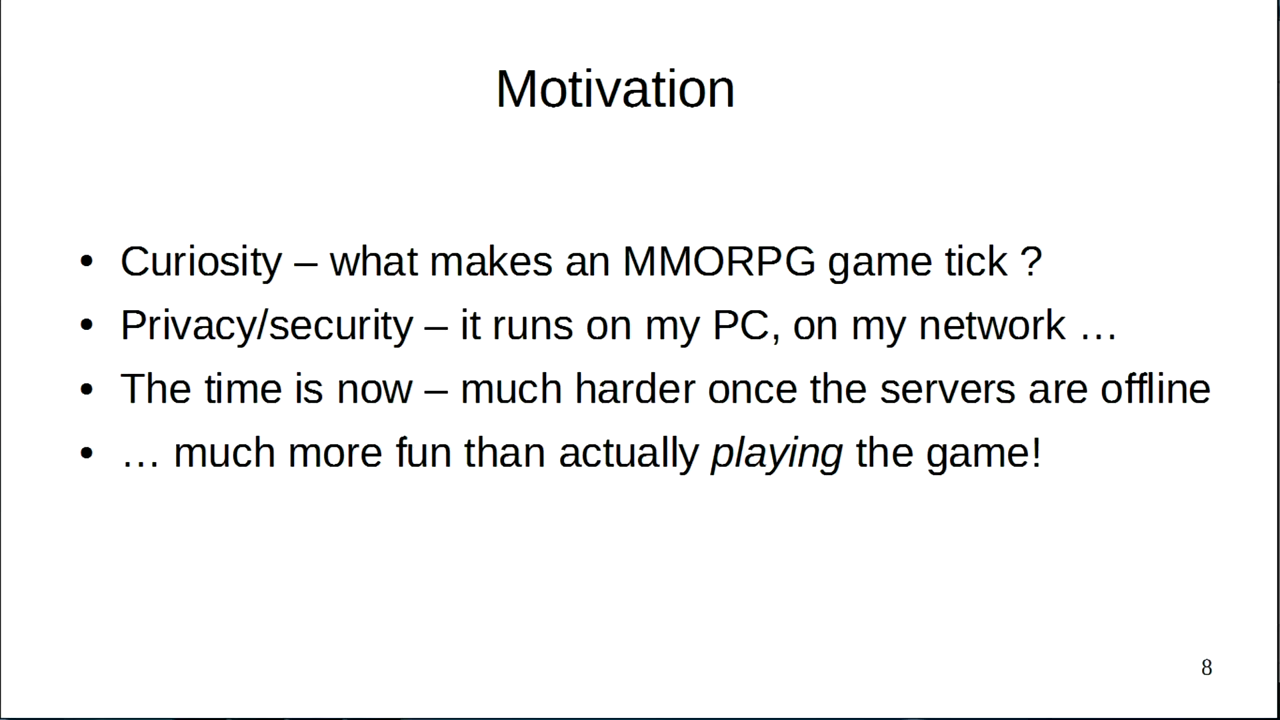 Motivation
• Curiosity – what makes an MMORPG game tick ?
• Privacy/security – it runs on my PC, on my network …
• The time is now – much harder once the servers are offline
• … much more fun than actually playing the game!
8